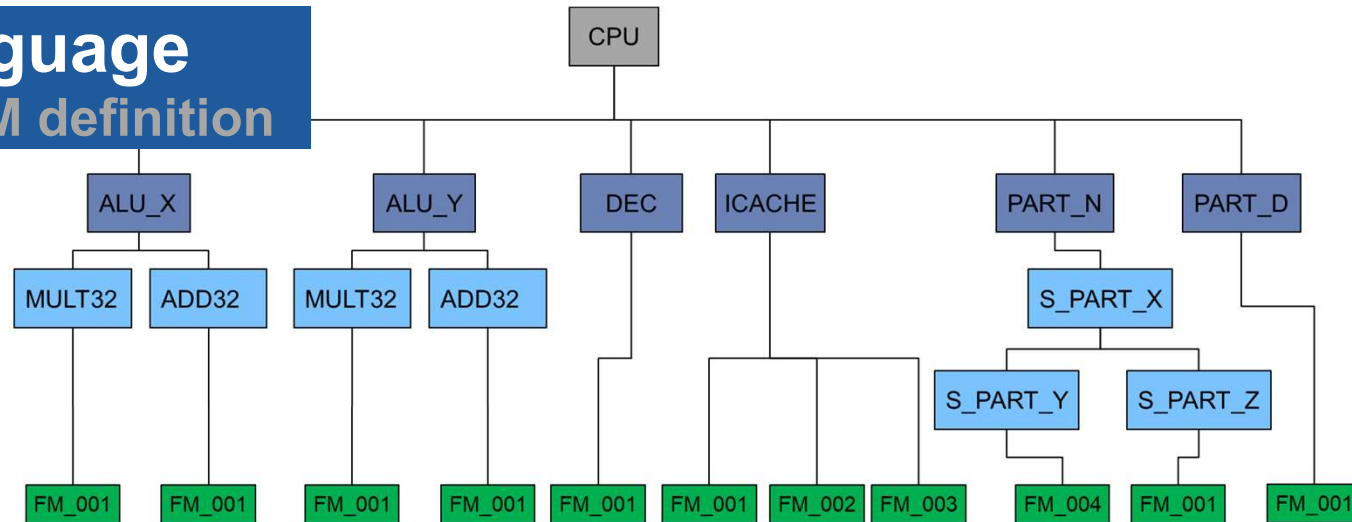 CPU
definition
ALU_X
ALU_Y
DEC
ICACHE
PART_N
PART_D
MULT32
ADD32
MULT32
ADD32
S_PART_X
S_PART_Y
S_PART_Z
FM_001
FM_001
FM_001
FM_001
FM_001
FM_001
FM_002
FM_003
FM_004
FM_001
FM_001